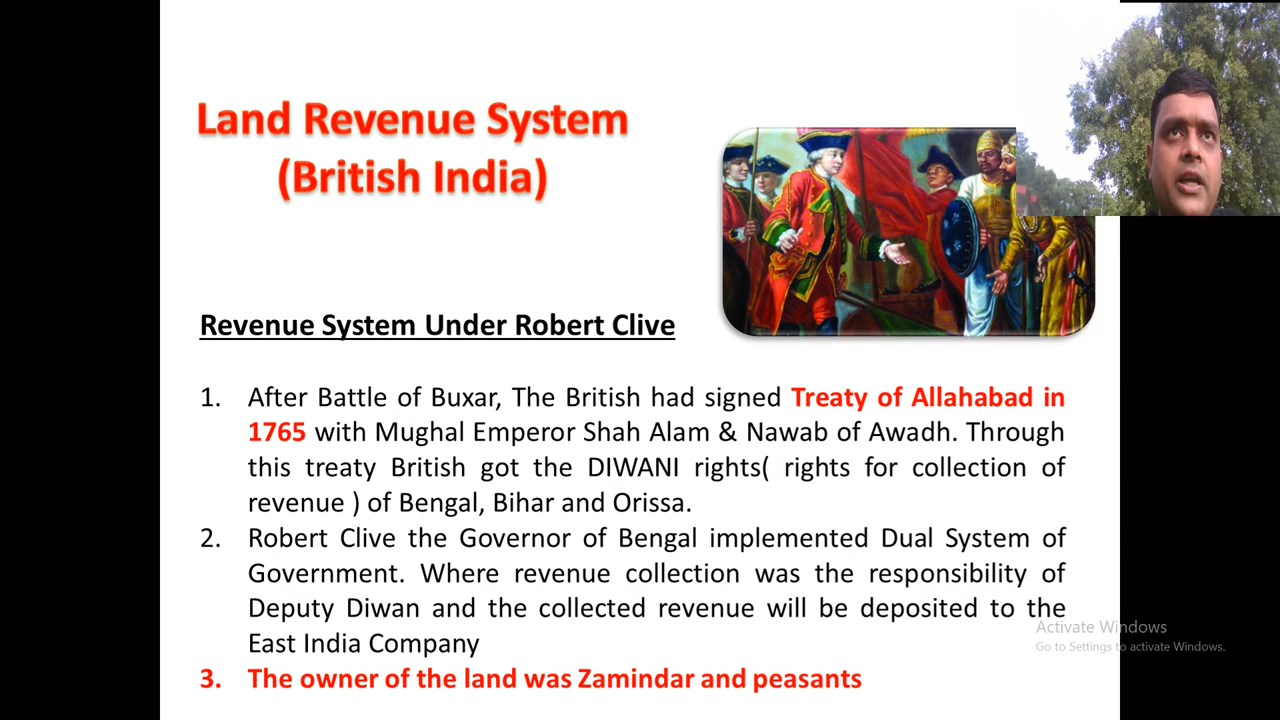 Land Revenue System
(British India)
Revenue System Under Robert Clive
1. After Battle of Buxar, The British had signed Treaty of Allahabad in
1765 with Mughal Emperor Shah Alam & Nawab of Awadh. Through
this treaty British got the DIWANI rights( rights for collection of
revenue ) of Bengal, Bihar and Orissa.
2. Robert Clive the Governor of Bengal implemented Dual System of
Government. Where revenue collection was the responsibility of
Deputy Diwan and the collected revenue will be deposited to the
East India Company
3. The owner of the land was Zamindar and peasants
Activate Windows
Go to Settings to activate Windows.